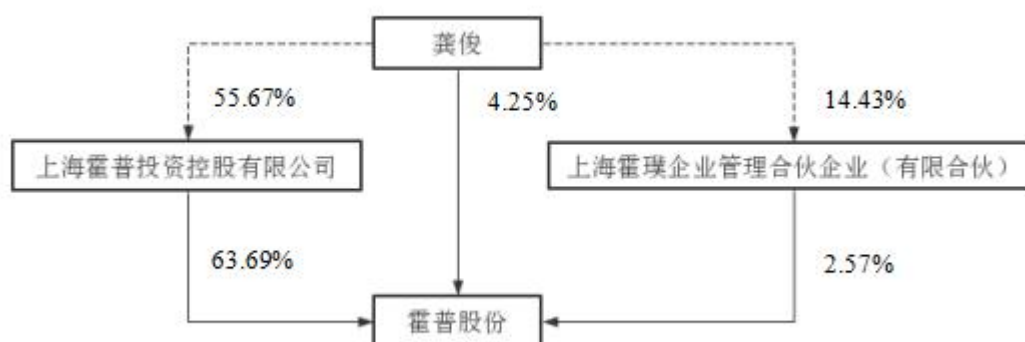 龚俊
55.67%
4.25%
14.43%
上海霍普投资控股有限公司
上海霍璞企业管理合伙企业（有限合伙）
63.69%
2.57%
霍普股份